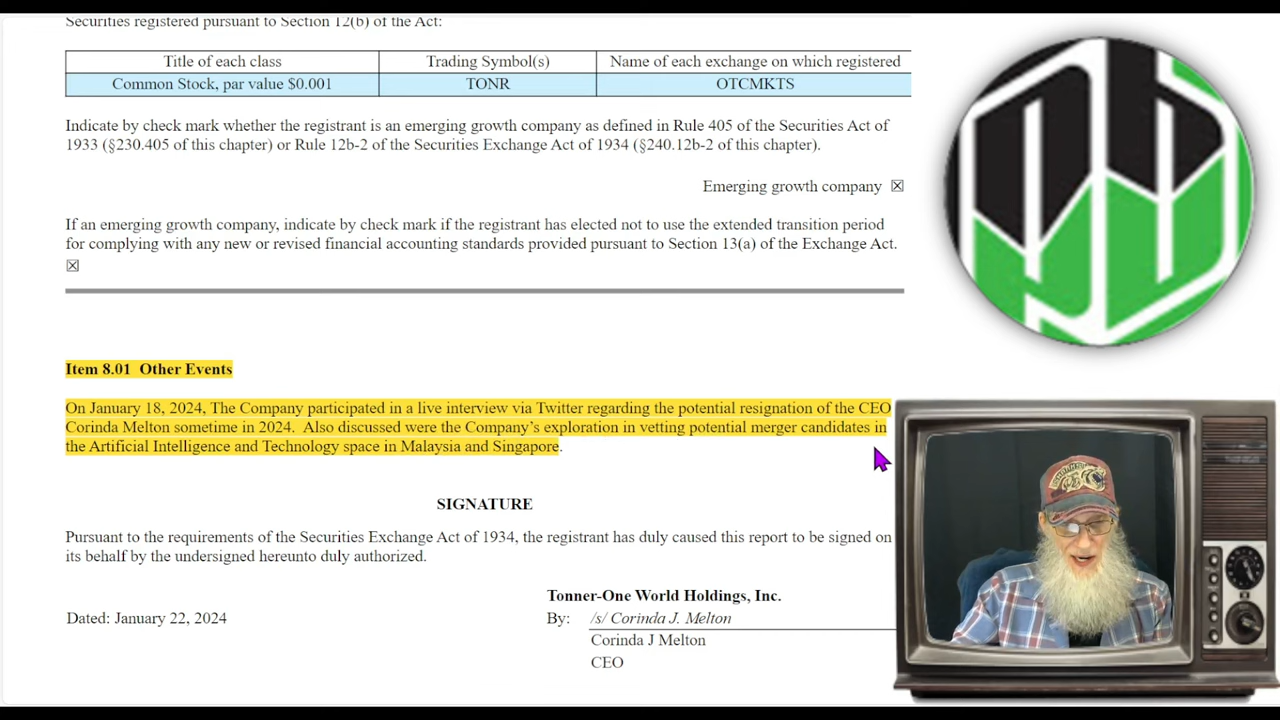 Securities registered pursuant to Section 12(b) of the Act:
Title of each class Trading Symbol(s) Name of each exchange on which registered
Common Stock, par value $0.001 TONR OTCMKTS
Indicate by check mark whether the registrant is an emerging growth company as defined in Rule 405 of the Securities Act of
1933 (§230.405 of this chapter) or Rule 12b-2 of the Securities Exchange Act of 1934 (§240.12b-2 of this chapter).
Emerging growth company ☒
If an emerging growth company, indicate by check mark if the registrant has elected not to use the extended transition period
for complying with any new or revised financial accounting standards provided pursuant to Section 13(a) of the Exchange Act.
☒
Item 8.01 Other Events
On January 18, 2024, The Company participated in a live interview via Twitter regarding the potential resignation of the CEO
Corinda Melton sometime in 2024. Also discussed were the Company’s exploration in vetting potential merger candidates in
the Artificial Intelligence and Technology space in Malaysia and Singapore.
SIGNATURE
Pursuant to the requirements of the Securities Exchange Act of 1934, the registrant has duly caused this report to be signed on
its behalf by the undersigned hereunto duly authorized.
Tonner-One World Holdings, Inc.
Dated: January 22, 2024 By: /s/ Corinda J. Melton
Corinda J Melton
CEO